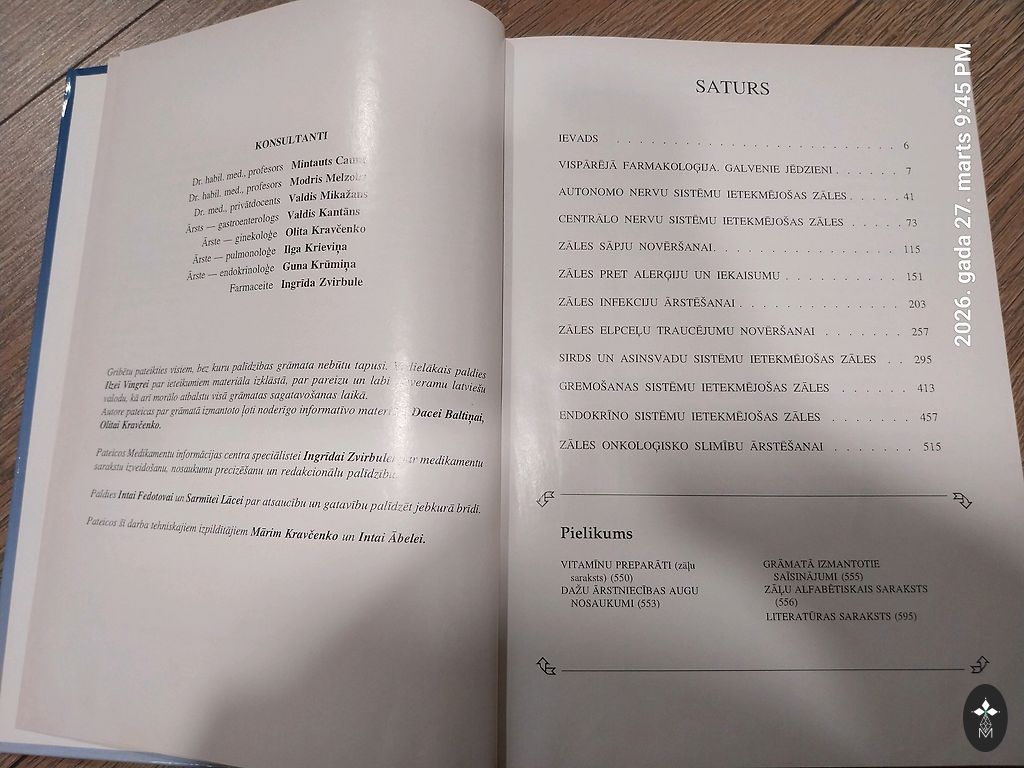 KONSULTANTI
Dr. habil. med., profesors Mintauts
Dr. habil. med., profesors Modris
Dr. med., privātdocents Valdis Mikažāns
Ārsts — gastroenterologs Valdis Kantāns
Ārste — ginekoloģe Olita Kravčenko
Ārste — pulmonoloģe Ilga Krieviņa
Ārste — endokrinoloģe Guna Krūmiņa
Farmaceite Ingrīda Zvirbule
Gribētu pateikties visiem, bez kuru palīdzības grāmata nebūtu tapusi. paldies
Ilzei Vingrei par ieteikumiem materiāla izklāstā, par pareizu un labi latviešu
valodu, kā arī morālo atbalstu visā grāmatas sagatavošanas laikā.
Autore pateicas par grāmatā izmantoto ļoti noderīgo informatīvo Dacei Baltiņai,
Olitai Kravčenko.
Pateicos Medikamentu informācijas centra speciālistei Ingrīdai Zvirbulei par medikamentu
sarakstu izveidošanu, nosaukumu precizēšanu un redakcionālu palīdzību.
Paldies Intai Fedotovai un Sarmītei Lācei par atsaucību un gatavību palīdzēt jebkurā brīdī.
Pateicos šī darba tehniskajiem izpildītājiem Mārim Kravčenko un Intai Ābelei.
SATURS
IEVADS . . . . . . . . . . . . . . . . . . . . . . . . . . . . 6
VISPĀRĒJĀ FARMAKOLOĢIJA. GALVENIE JĒDZIENI . . . . . . . 7
AUTONOMO NERVU SISTĒMU IETEKMĒJOŠAS ZĀLES . . . . . . 41
CENTRĀLO NERVU SISTĒMU IETEKMĒJOŠAS ZĀLES . . . . . . 73
ZĀLES SĀPJU NOVĒRŠANAI. . . . . . . . . . . . . . . . . . 115
ZĀLES PRET ALERĢIJU UN IEKAISUMU . . . . . . . . . . . 151
ZĀLES INFEKCIJU ĀRSTĒŠANAI . . . . . . . . . . . . . . . 203
ZĀLES ELPCEĻU TRAUCĒJUMU NOVĒRŠANAI . . . . . . . 257
SIRDS UN ASINSVADU SISTĒMU IETEKMĒJOŠAS ZĀLES . . 295
GREMOŠANAS SISTĒMU IETEKMĒJOŠAS ZĀLES . . . . . . 413
ENDOKRĪNO SISTĒMU IETEKMĒJOŠAS ZĀLES . . . . . . . 457
ZĀLES ONKOLOĢISKO SLIMĪBU ĀRSTĒŠANAI . . . . . . . 515
Pielikums
VITAMĪNU PREPARĀTI (zāļu
saraksts) (550)
DAŽU ĀRSTNIECĪBAS AUGU
NOSAUKUMI (553)
GRĀMATĀ IZMANTOTIE
SAĪSINĀJUMI (555)
ZĀĻU ALFABĒTISKAIS SARAKSTS
(556)
LITERATŪRAS SARAKSTS (595)
2026. gada 27. marts 9:45 PM
M